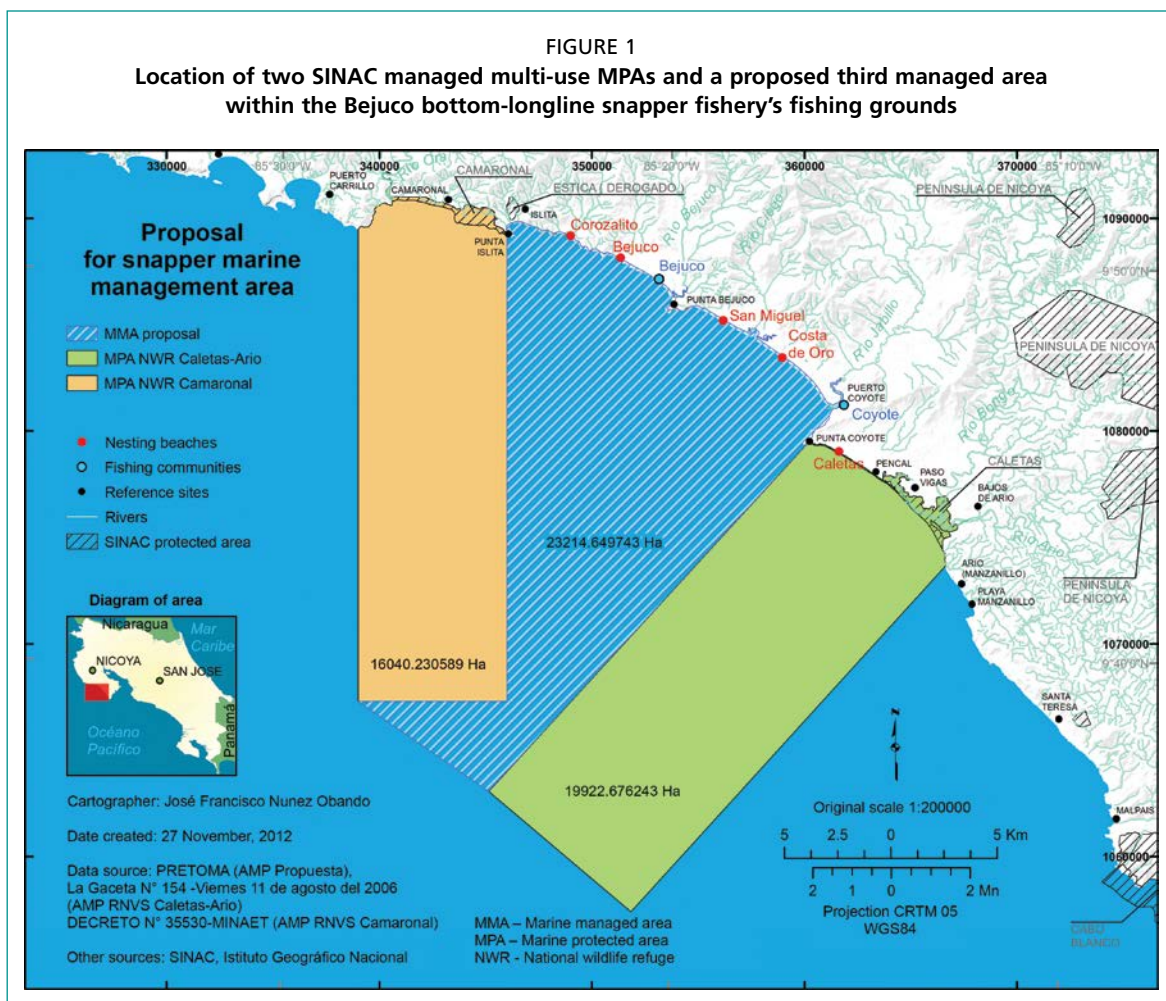 FIGURE 1
Location of two SINAC managed multi-use MPAs and a proposed third managed area
within the Bejuco bottom-longline snapper fishery's fishing grounds
330000
85°30'0"W
340000
350000
85°20'0"W
360000
370000
85°10'0"W
PUERTO
CARRILLO
CAMARONAL
CAMARONAL
ESTICA (DEROGADO)
ISLITA
PUNTA
ISLITA
Corozalito
Bejuco
Bejuco
PUNTA BEJUCO
Río Bejuco
San Miguel
Costa
de Oro
Río Jabillo
PUERTO
COYOTE
Coyote
PUNTA COYOTE
Caletas
PENCAL
PASO
VIGAS
CALETAS
BAJOS
DE ARIO
Río Bongo
Río Ario
ARIO
(MANZANILLO)
PLAYA
MANZANILLO
SANTA
TERESA
MALPAIS
CABO
BLANCO
PENÍNSULA DE NICOYA
PENÍNSULA DE NICOYA
PENÍNSULA
DE NICOYA
1090000
9°50'0"N
1080000
1070000
9°40'0"N
1060000
Proposal
for snapper marine
management area
MMA proposal
MPA NWR Caletas-Ario
MPA NWR Camaronal
Nesting beaches
Fishing communities
Reference sites
Rivers
SINAC protected area
23214.649743 Ha
16040.230589 Ha
19922.676243 Ha
Diagram of area
Nicaragua
Mar
Caribe
NICOYA
SAN JOSE
Océano
Pacífico
Panamá
Cartographer: José Francisco Nunez Obando
Date created: 27 November, 2012
Data source: PRETOMA (AMP Propuesta),
La Gaceta N° 154 -Viernes 11 de agosto del 2006
(AMP RNVS Caletas-Ario)
DECRETO N° 35530-MINAET (AMP RNVS Camaronal)
Other sources: SINAC, Istituto Geográfico Nacional
MMA – Marine managed area
MPA – Marine protected area
NWR - National wildlife refuge
N
Original scale 1:200000
5 2.5 0 5 Km
2 1 0 2 Mn
Projection CRTM 05
WGS84